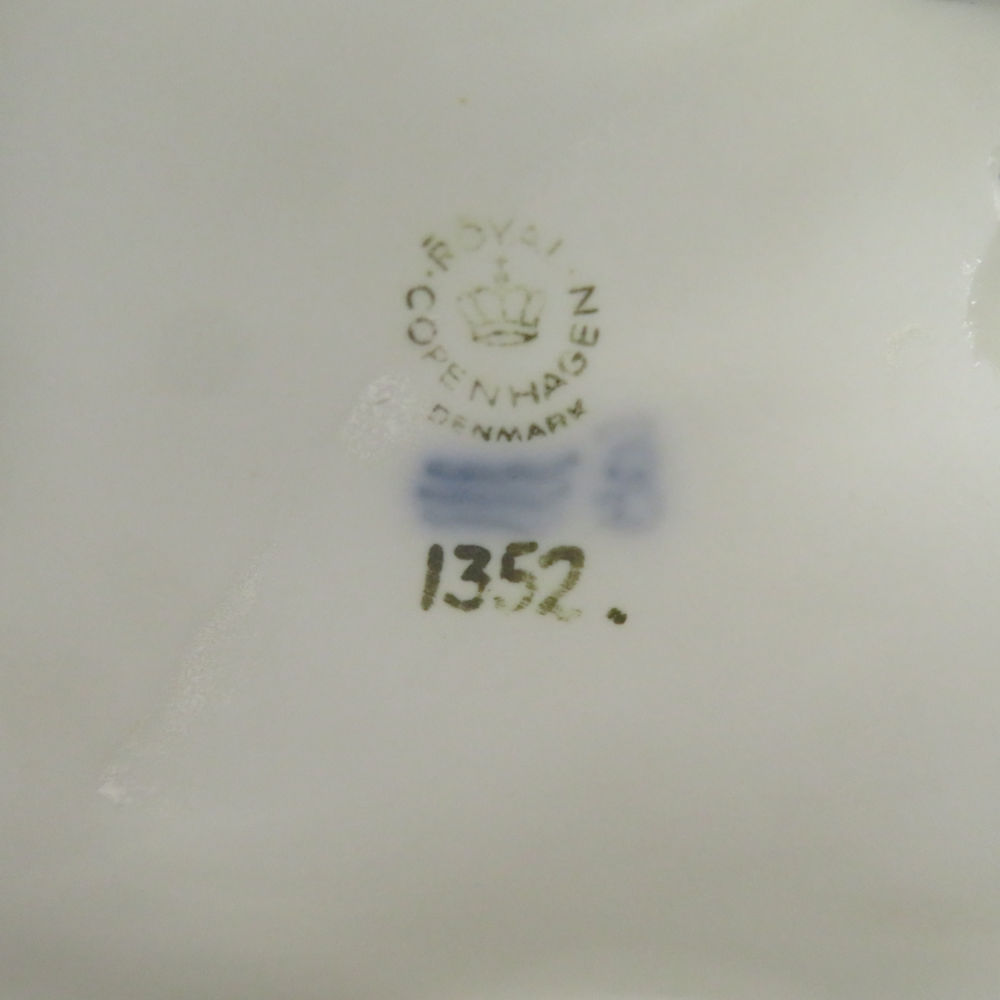 ROYAL
COPENHAGEN
DENMARK
1352.